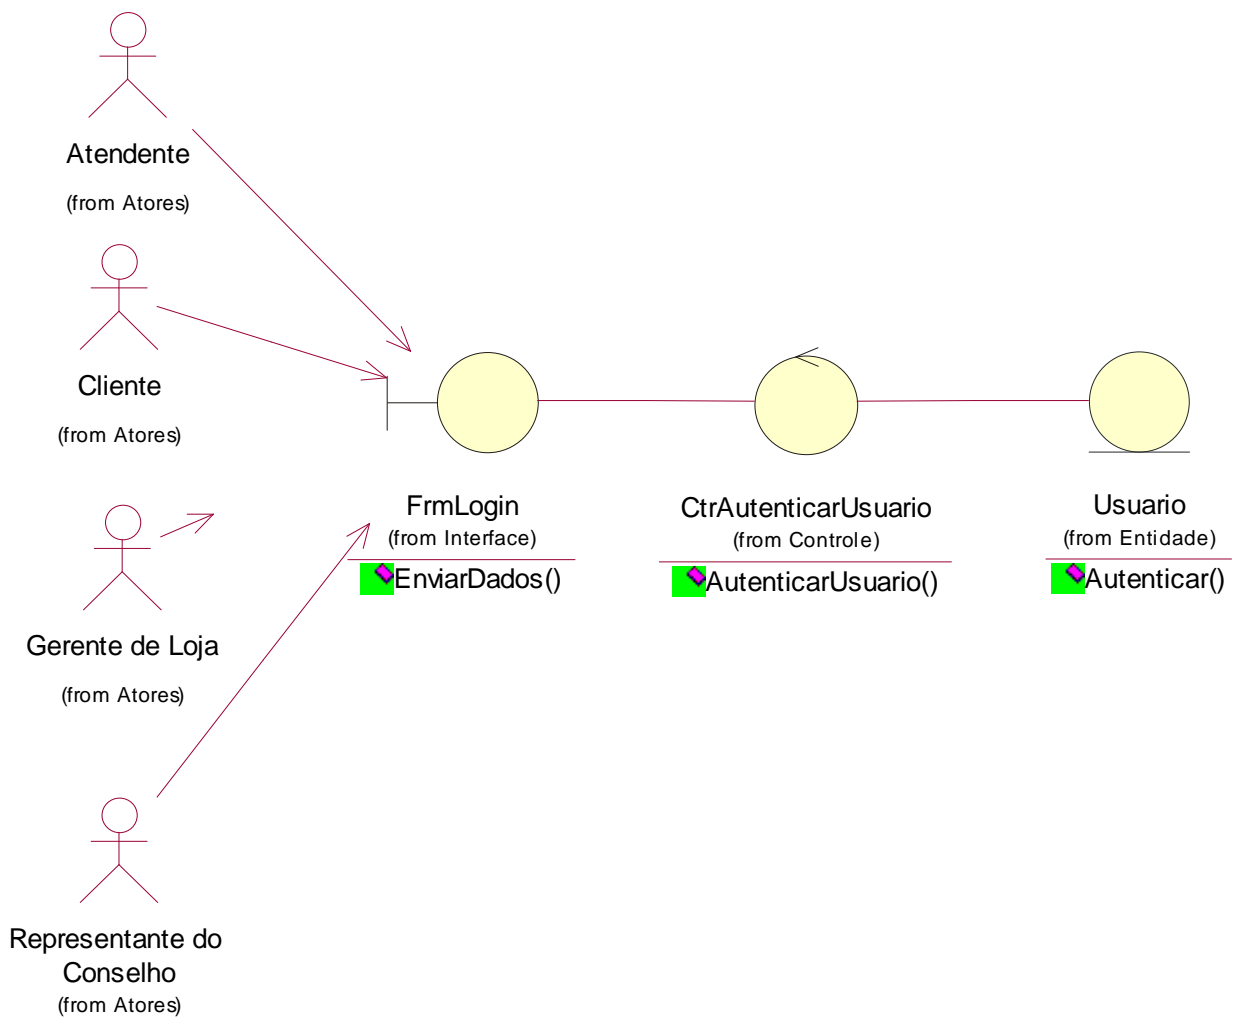 Atendente
(from Atores)
Cliente
(from Atores)
FrmLogin
(from Interface)
EnviarDados()
CtrAutenticarUsuario
(from Controle)
AutenticarUsuario()
Usuario
(from Entidade)
Autenticar()
Gerente de Loja
(from Atores)
Representante do
Conselho
(from Atores)